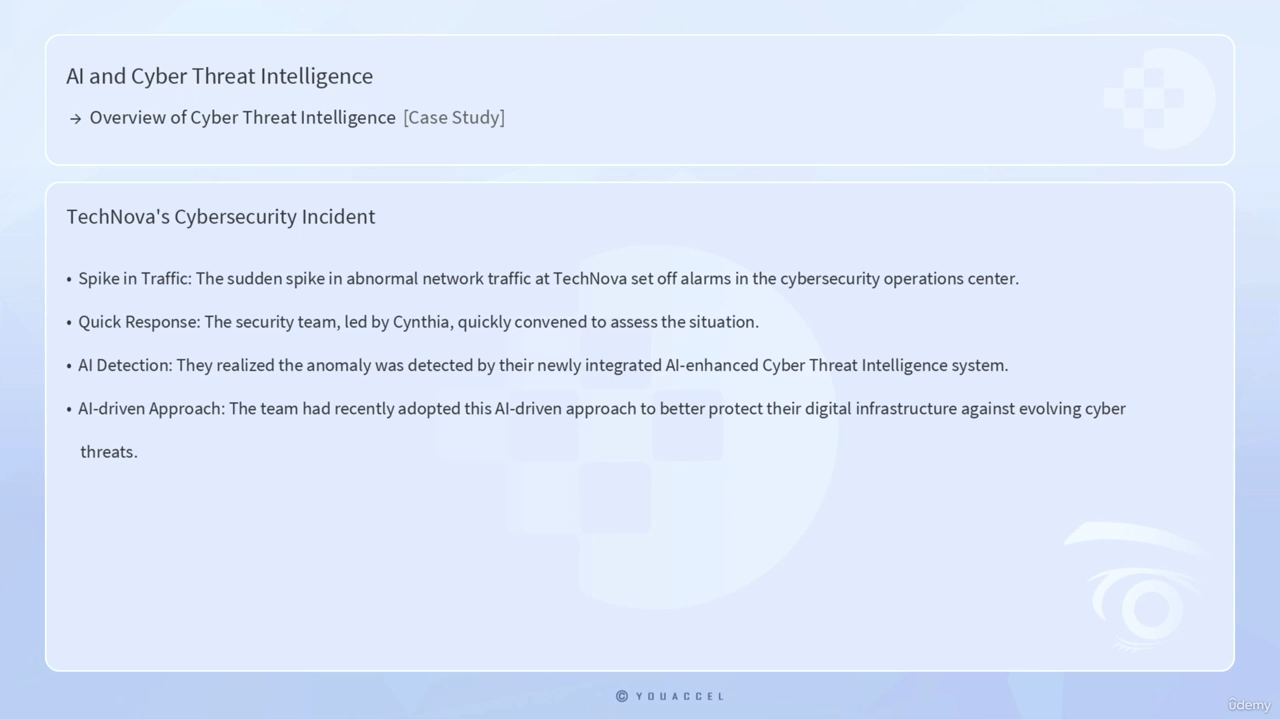 AI and Cyber Threat Intelligence
→ Overview of Cyber Threat Intelligence [Case Study]
TechNova's Cybersecurity Incident
• Spike in Traffic: The sudden spike in abnormal network traffic at TechNova set off alarms in the cybersecurity operations center.
• Quick Response: The security team, led by Cynthia, quickly convened to assess the situation.
• AI Detection: They realized the anomaly was detected by their newly integrated AI-enhanced Cyber Threat Intelligence system.
• AI-driven Approach: The team had recently adopted this AI-driven approach to better protect their digital infrastructure against evolving cyber
threats.
© YOUACCEL
ûdemy